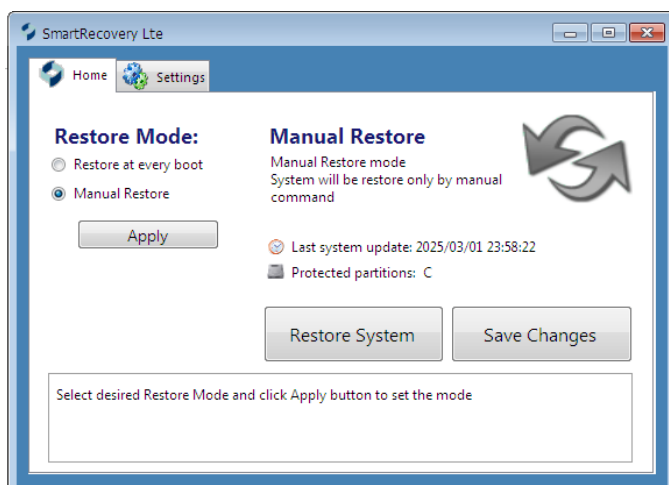 SmartRecovery Lte
Home
Settings
Restore Mode:
Restore at every boot
Manual Restore
Apply
Manual Restore
Manual Restore mode
System will be restore only by manual
command
Last system update: 2025/03/01 23:58:22
Protected partitions: C
Restore System
Save Changes
Select desired Restore Mode and click Apply button to set the mode